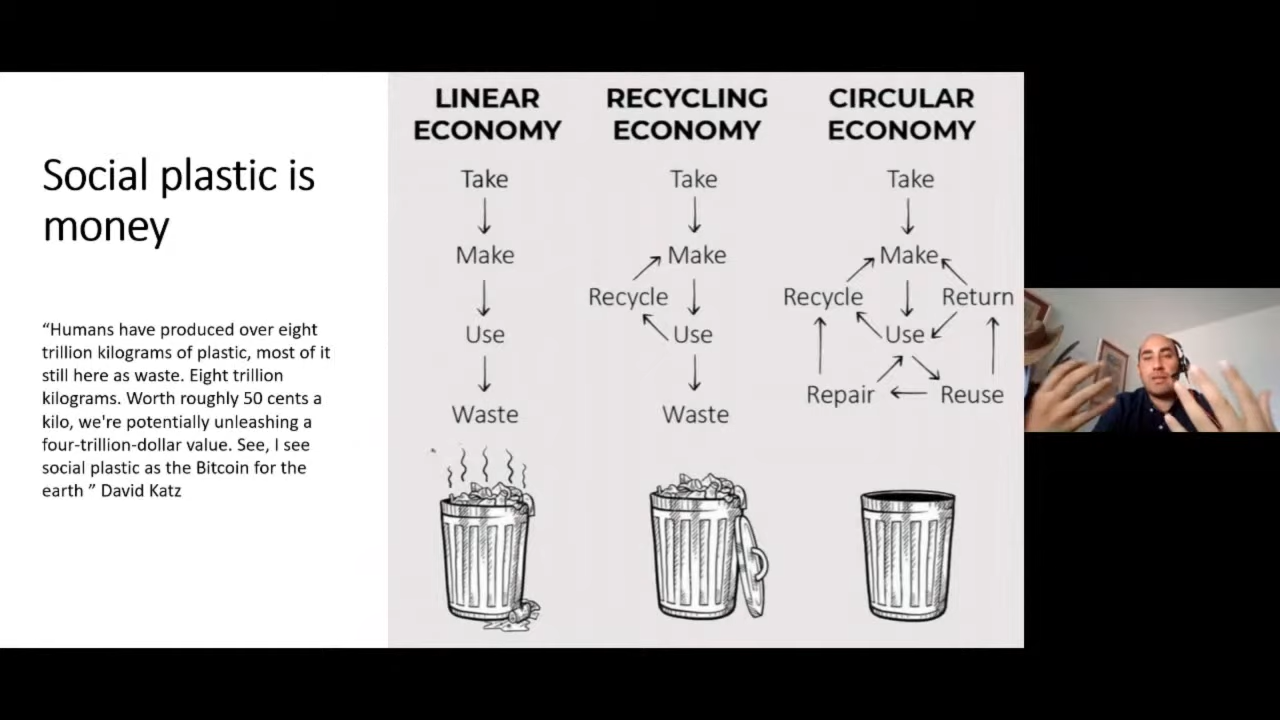 Social plastic is
money
“Humans have produced over eight
trillion kilograms of plastic, most of it
still here as waste. Eight trillion
kilograms. Worth roughly 50 cents a
kilo, we're potentially unleashing a
four-trillion-dollar value. See, I see
social plastic as the Bitcoin for the
earth ” David Katz
LINEAR
ECONOMY
Take
Make
Use
Waste
RECYCLING
ECONOMY
Take
Make
Recycle
Use
Waste
CIRCULAR
ECONOMY
Take
Make
Recycle
Return
Use
Repair
Reuse